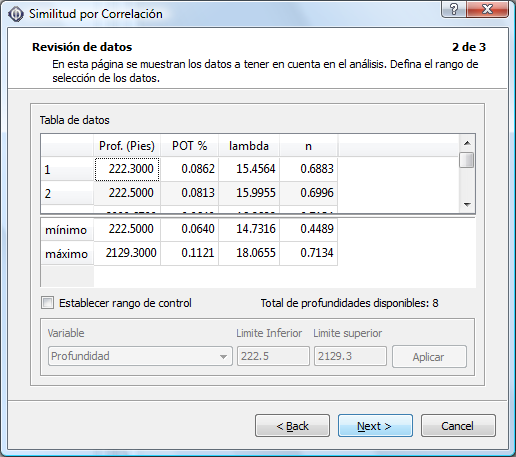 Similitud por Correlación
Revisión de datos 2 de 3
En esta página se muestran los datos a tener en cuenta en el análisis. Defina el rango de
selección de los datos.
Tabla de datos
Prof. (Pies) POT % lambda n
1 222.3000 0.0862 15.4564 0.6883
2 222.5000 0.0813 15.9955 0.6996
mínimo 222.5000 0.0640 14.7316 0.4489
máximo 2129.3000 0.1121 18.0655 0.7134
Establecer rango de control Total de profundidades disponibles: 8
Variable Limite Inferior Limite superior
Profundidad 222.5 2129.3 Aplicar
< Back Next > Cancel